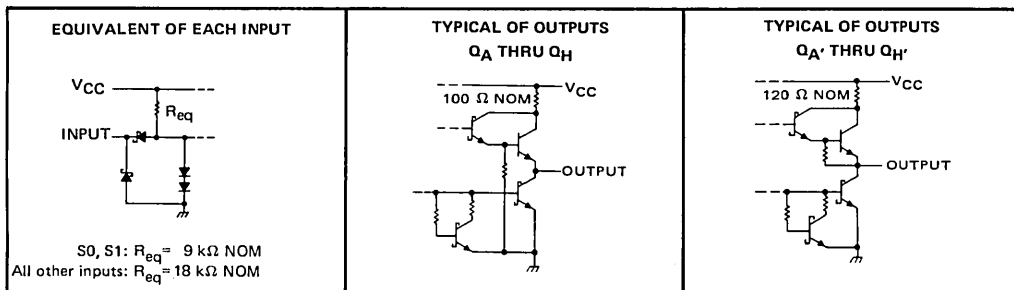 EQUIVALENT OF EACH INPUT
VCC
Req
INPUT
S0, S1: Req= 9 kΩ NOM
All other inputs: Req=18 kΩ NOM
TYPICAL OF OUTPUTS
QA THRU QH
VCC
100 Ω NOM
OUTPUT
TYPICAL OF OUTPUTS
QA' THRU QH'
VCC
120 Ω NOM
OUTPUT